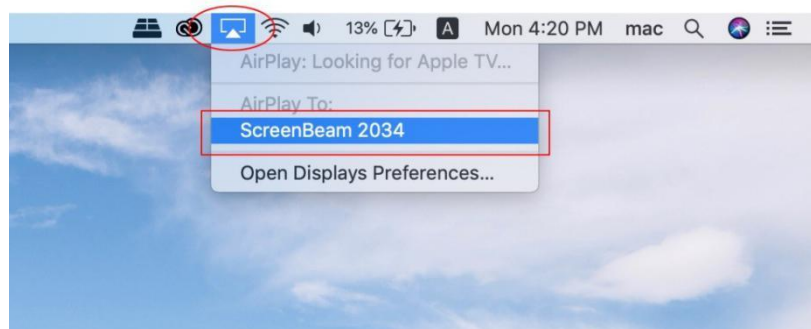 13% A Mon 4:20 PM mac
AirPlay: Looking for Apple TV...
AirPlay To:
ScreenBeam 2034
Open Displays Preferences...